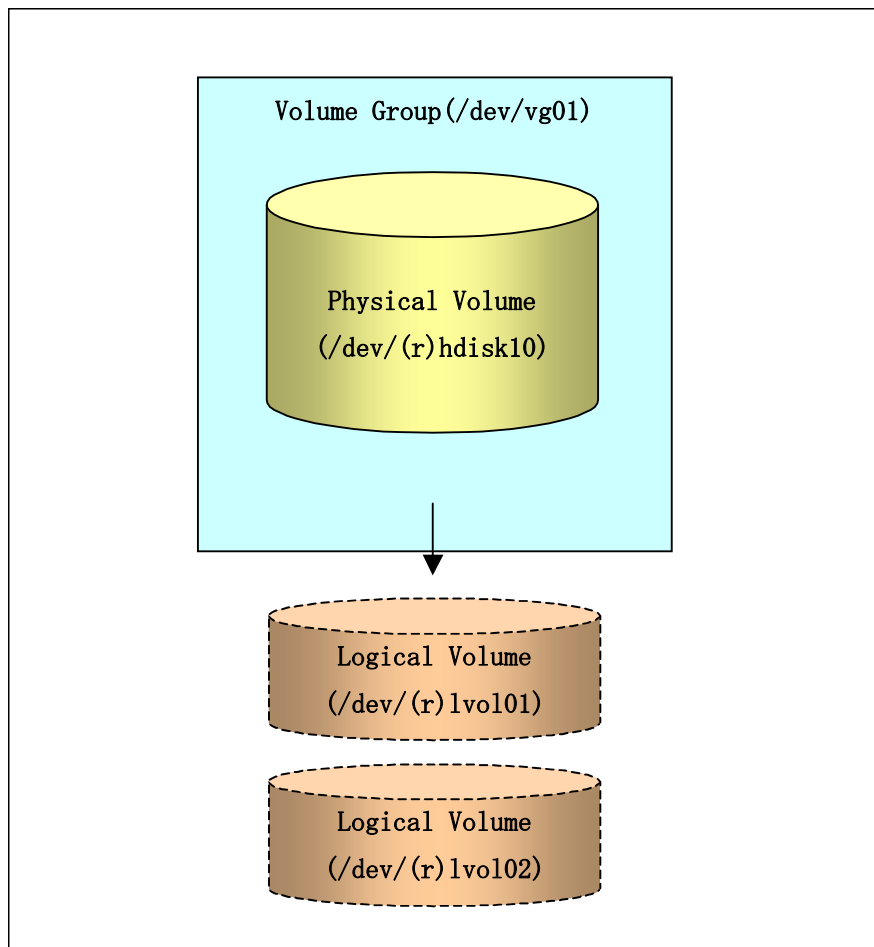 Volume Group(/dev/vg01)
Physical Volume
(/dev/(r)hdisk10)
Logical Volume
(/dev/(r)lvol01)
Logical Volume
(/dev/(r)lvol02)